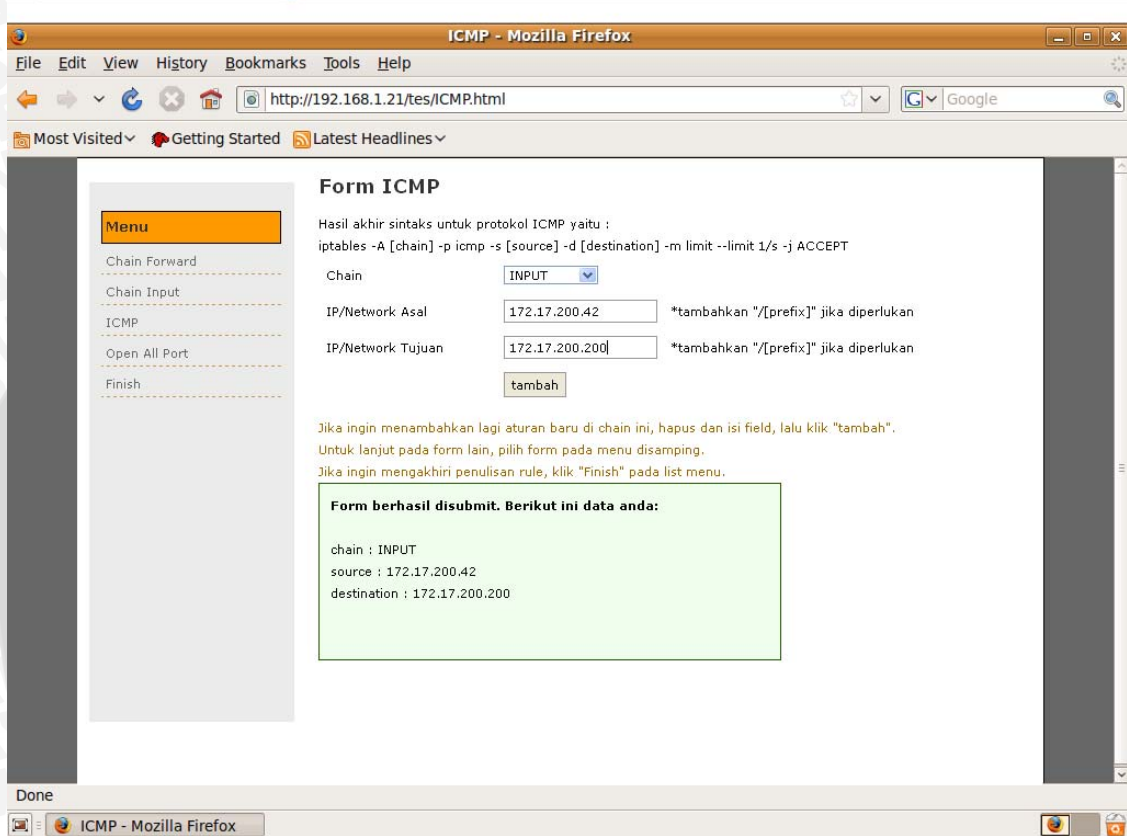 ICMP - Mozilla Firefox
File Edit View History Bookmarks Tools Help
http://192.168.1.21/tes/ICMP.html
G Google
Most Visited Getting Started Latest Headlines
Menu
Chain Forward
Chain Input
ICMP
Open All Port
Finish
Form ICMP
Hasil akhir sintaks untuk protokol ICMP yaitu :
iptables -A [chain] -p icmp -s [source] -d [destination] -m limit --limit 1/s -j ACCEPT
Chain INPUT
IP/Network Asal 172.17.200.42 *tambahkan "/[prefix]" jika diperlukan
IP/Network Tujuan 172.17.200.200 *tambahkan "/[prefix]" jika diperlukan
tambah
Jika ingin menambahkan lagi aturan baru di chain ini, hapus dan isi field, lalu klik "tambah".
Untuk lanjut pada form lain, pilih form pada menu disamping.
Jika ingin mengakhiri penulisan rule, klik "Finish" pada list menu.
Form berhasil disubmit. Berikut ini data anda:
chain : INPUT
source : 172.17.200.42
destination : 172.17.200.200
Done
ICMP - Mozilla Firefox